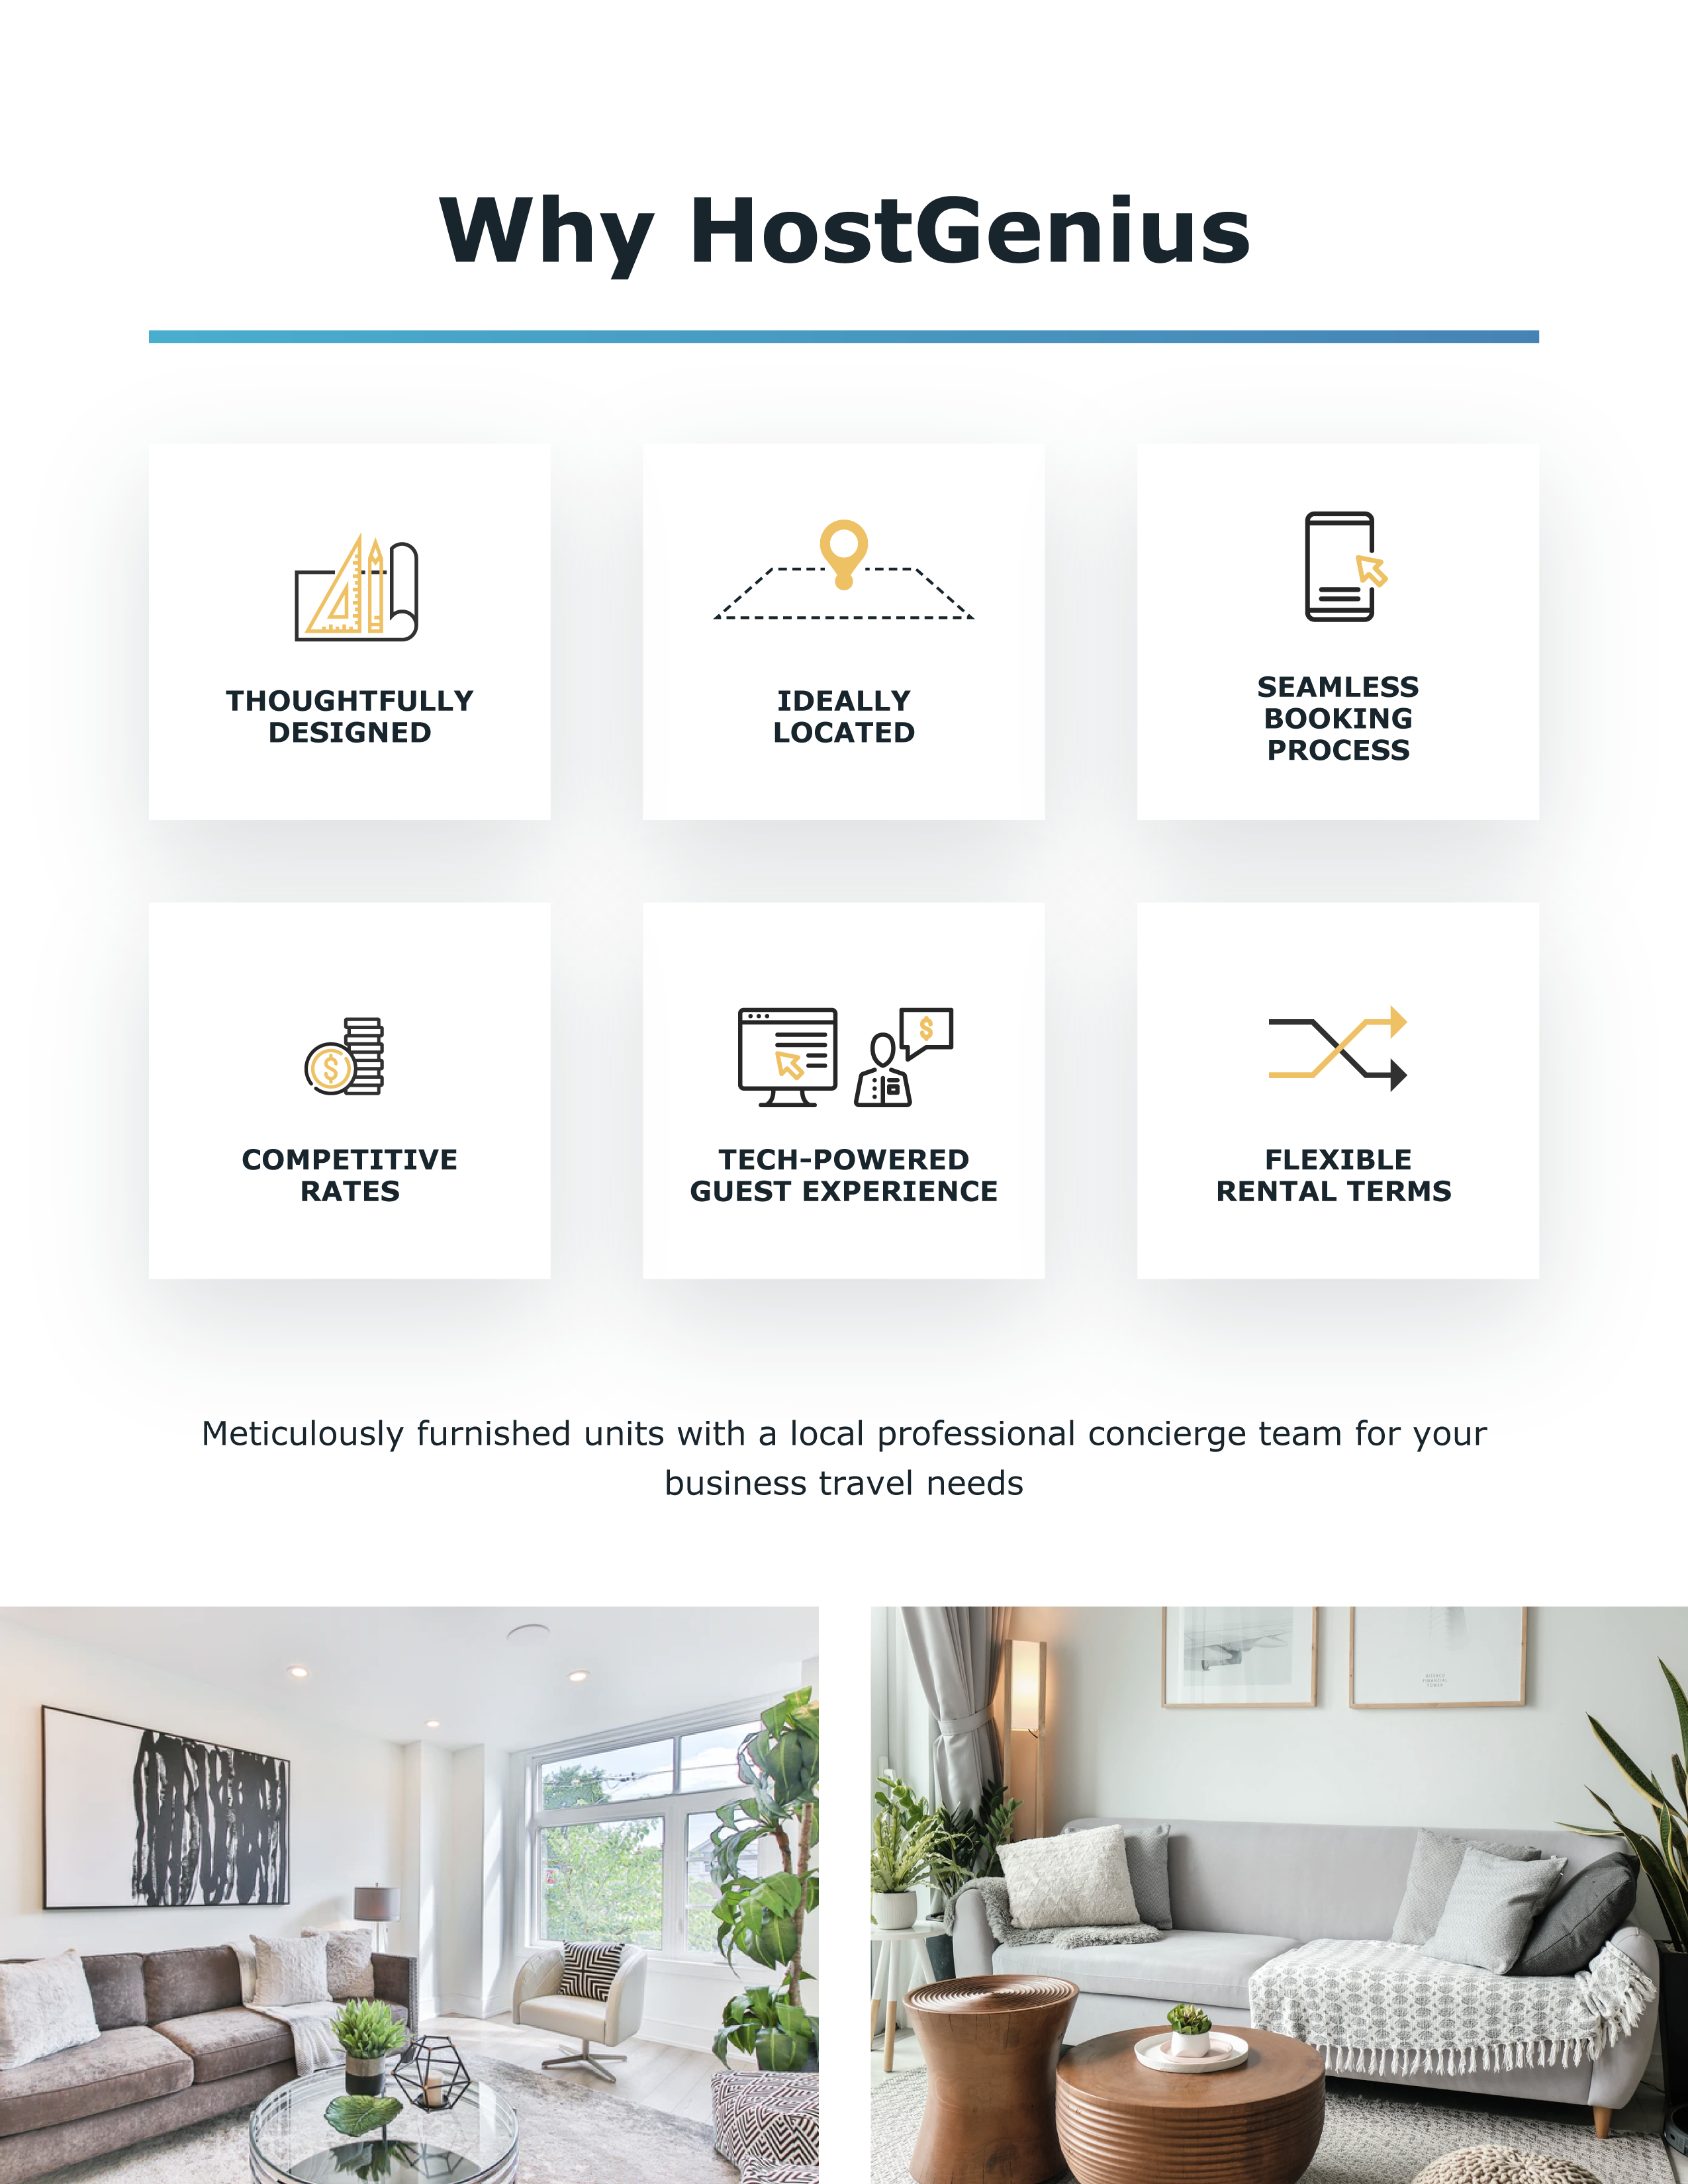 Why HostGenius
THOUGHTFULLY
DESIGNED
IDEALLY
LOCATED
SEAMLESS
BOOKING
PROCESS
COMPETITIVE
RATES
TECH-POWERED
GUEST EXPERIENCE
FLEXIBLE
RENTAL TERMS
Meticulously furnished units with a local professional concierge team for your
business travel needs